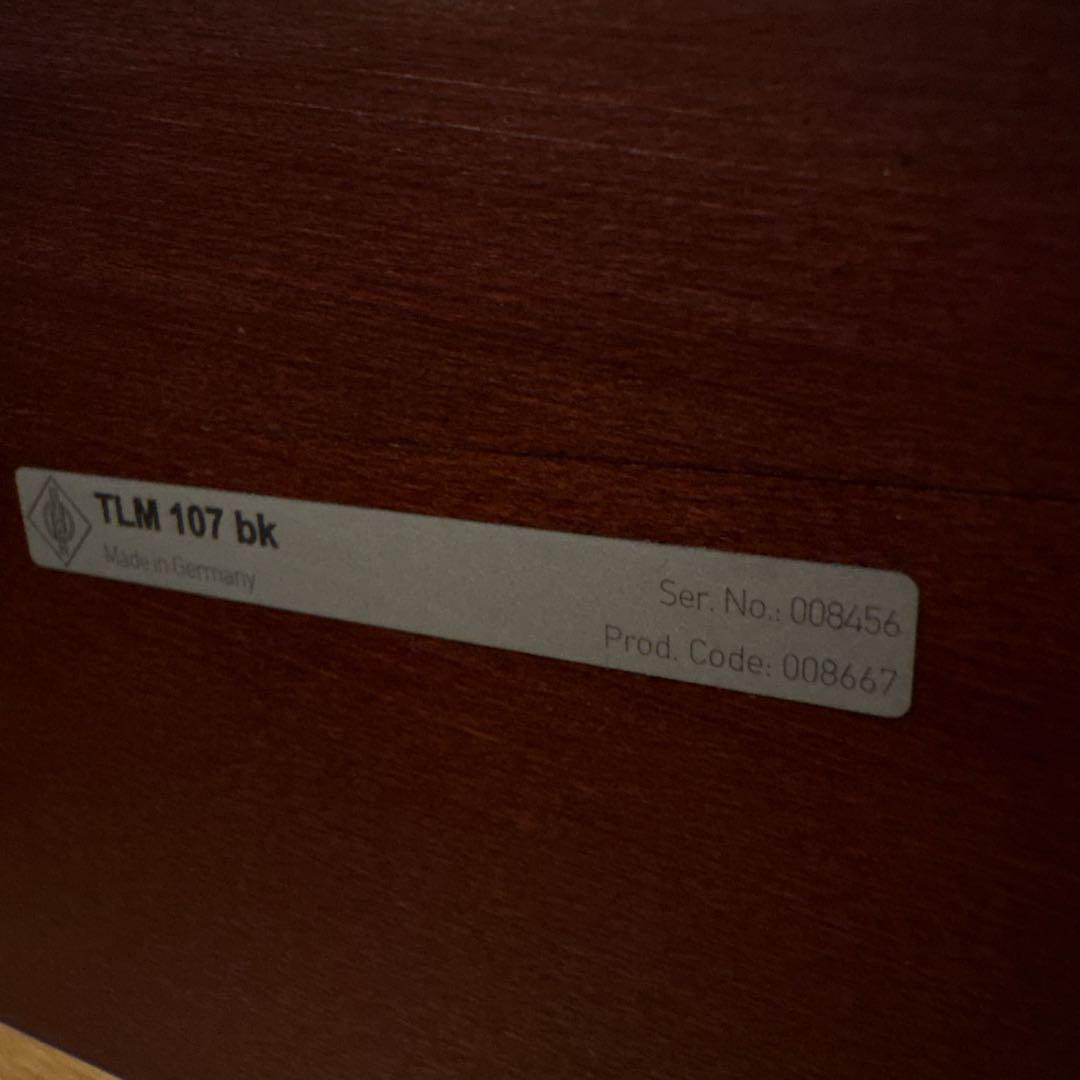 TLM 107 bk
Made in Germany
Ser. No.: 008456
Prod. Code: 008667